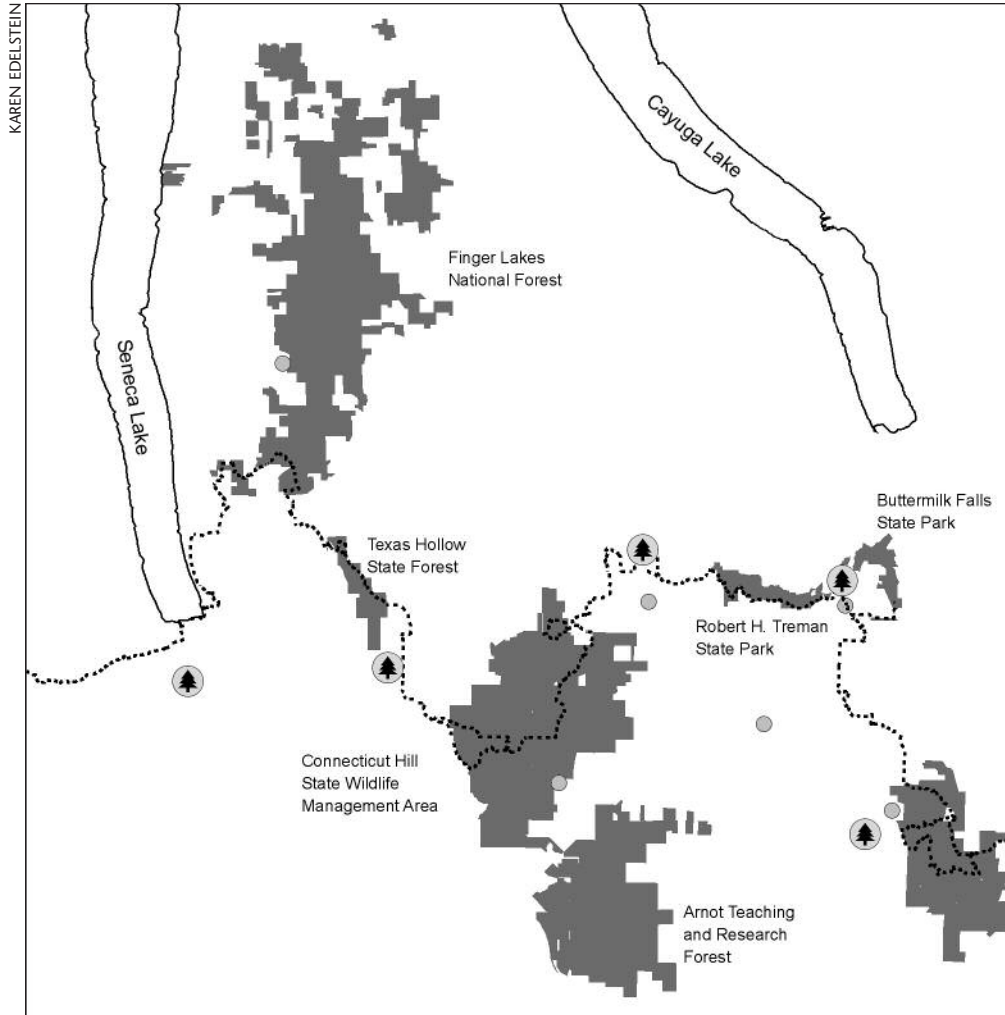 KAREN EDELSTEIN
Cayuga Lake
Finger Lakes
National Forest
Seneca Lake
Buttermilk Falls
State Park
Texas Hollow
State Forest
Robert H. Treman
State Park
Connecticut Hill
State Wildlife
Management Area
Arnot Teaching
and Research
Forest